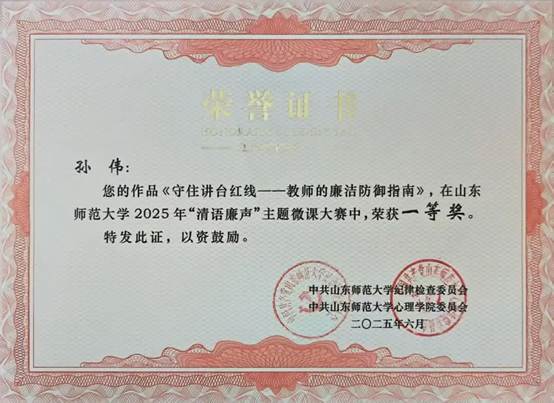 荣誉证书
孙 伟：
您的作品《守住讲台红线——教师的廉洁防御指南》，在山东
师范大学2025年“清语廉声”主题微课大赛中，荣获一等奖。
特发此证，以资鼓励。
中共山东师范大学纪律检查委员会
中共山东师范大学心理学院委员会
二〇二五年六月